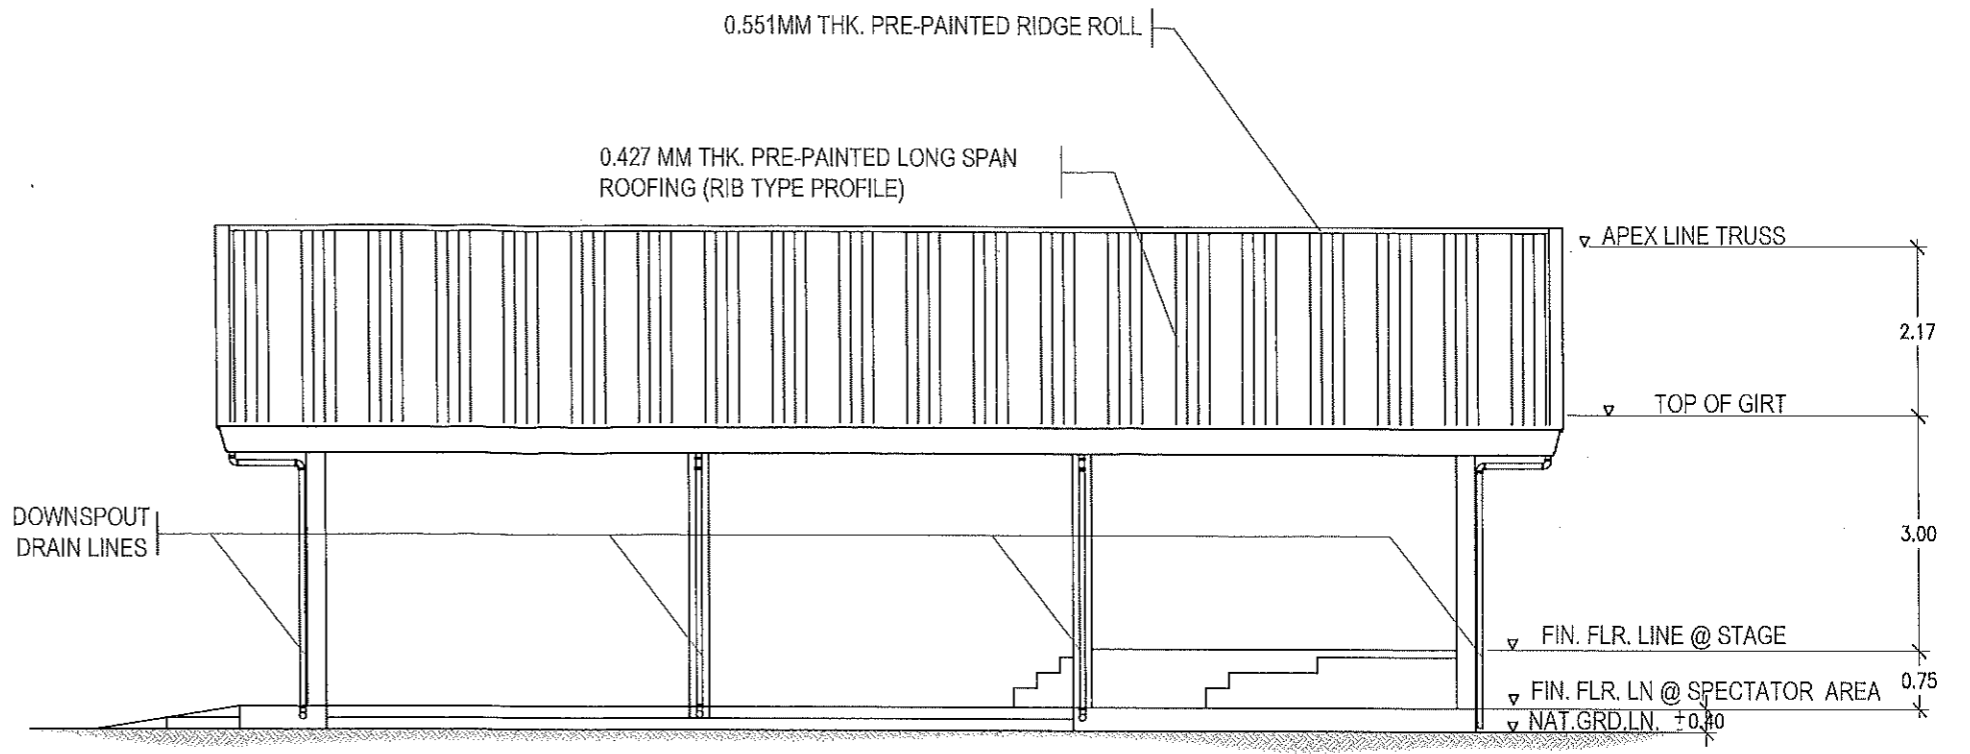 0.551MM THK. PRE-PAINTED RIDGE ROLL
0.427 MM THK. PRE-PAINTED LONG SPAN
ROOFING (RIB TYPE PROFILE)
APEX LINE TRUSS
2.17
TOP OF GIRT
DOWNSPOUT
DRAIN LINES
3.00
FIN. FLR. LINE @ STAGE
0.75
FIN. FLR. LN @ SPECTATOR AREA
NAT.GRD.LN.